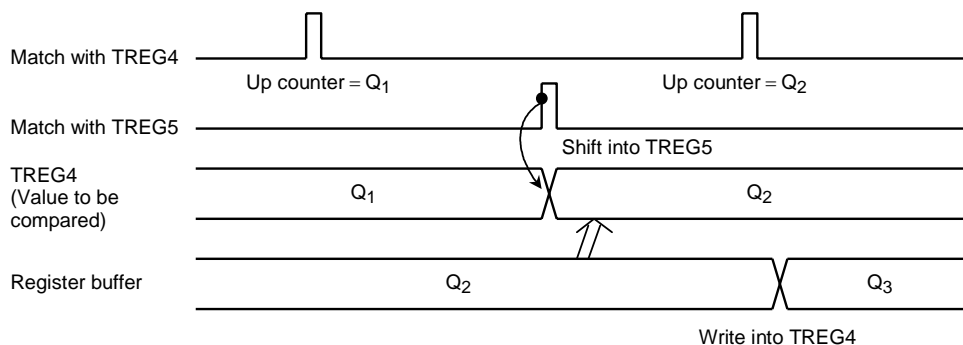 Match with TREG4
Up counter = Q1
Up counter = Q2
Match with TREG5
Shift into TREG5
TREG4
(Value to be
compared)
Q1
Q2
Register buffer
Q2
Q3
Write into TREG4